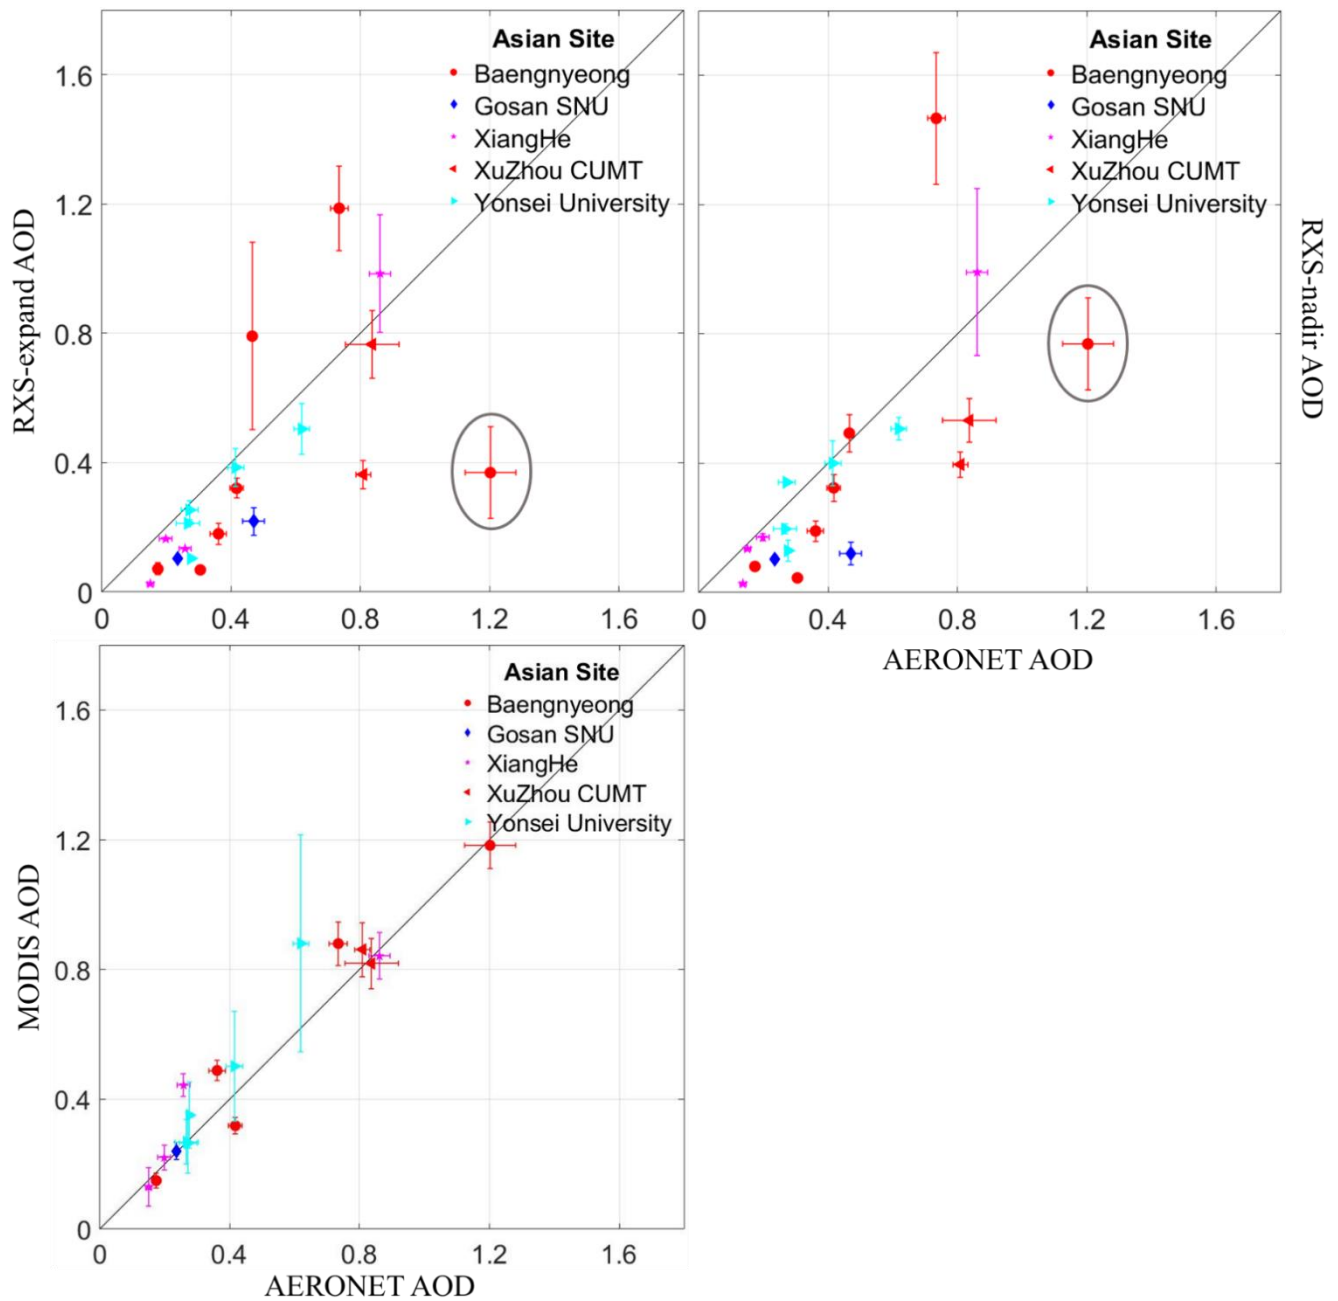 Asian Site
Baengnyeong
Gosan SNU
XiangHe
XuZhou CUMT
Yonsei University
1.6
1.2
0.8
0.4
0
0
0.4
0.8
1.2
1.6
RXS-expand AOD
Asian Site
Baengnyeong
Gosan SNU
XiangHe
XuZhou CUMT
Yonsei University
0
0.4
0.8
1.2
1.6
RXS-nadir AOD
AERONET AOD
Asian Site
Baengnyeong
Gosan SNU
XiangHe
XuZhou CUMT
Yonsei University
1.6
1.2
0.8
0.4
0
0
0.4
0.8
1.2
1.6
MODIS AOD
AERONET AOD